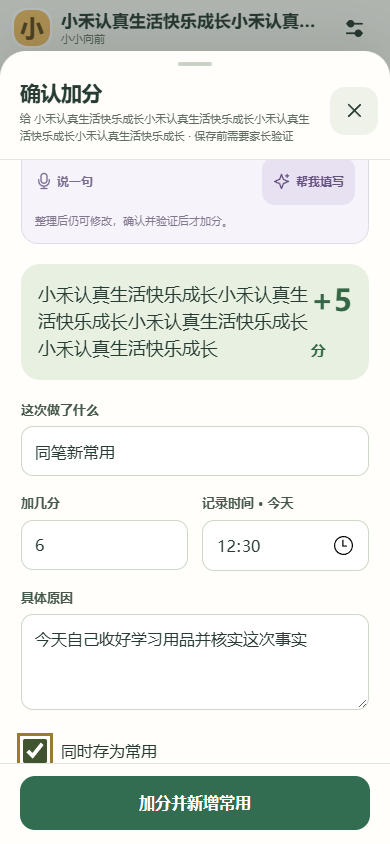 小
小禾认真生活快乐成长小禾认真...
小小向前
确认加分
给 小禾认真生活快乐成长小禾认真生活快乐成长小禾认真生
活快乐成长小禾认真生活快乐成长 · 保存前需要家长验证
说一句
帮我填写
整理后仍可修改，确认并验证后才加分。
小禾认真生活快乐成长小禾认真生
活快乐成长小禾认真生活快乐成长
小禾认真生活快乐成长
+5
分
这次做了什么
同笔新常用
加几分
记录时间 · 今天
6
12:30
具体原因
今天自己收好学习用品并核实这次事实
同时存为常用
加分并新增常用